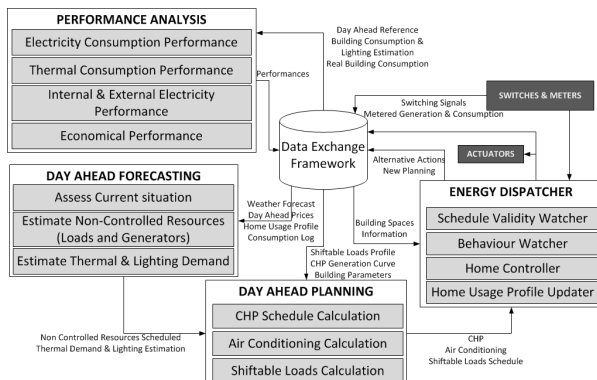 PERFORMANCE ANALYSIS
Electricity Consumption Performance
Thermal Consumption Performance
Internal & External Electricity
Performance
Economical Performance
Day Ahead Reference
Building Consumption &
Lighting Estimation
Real Building Consumption
Performances
Data Exchange
Framework
Switching Signals
Metered Generation & Consumption
SWITCHES & METERS
ACTUATORS
Alternative Actions
New Planning
DAY AHEAD FORECASTING
Assess Current situation
Estimate Non-Controlled Resources
(Loads and Generators)
Estimate Thermal & Lighting Demand
Weather Forecast
Day Ahead Prices
Home Usage Profile
Consumption Log
Building Spaces
Information
ENERGY DISPATCHER
Schedule Validity Watcher
Behaviour Watcher
Home Controller
Home Usage Profile Updater
Shiftable Loads Profile
CHP Generation Curve
Building Parameters
DAY AHEAD PLANNING
CHP Schedule Calculation
Air Conditioning Calculation
Shiftable Loads Calculation
Non Controlled Resources Scheduled
Thermal Demand & Lighting Estimation
CHP
Air Conditioning
Shiftable Loads Schedule